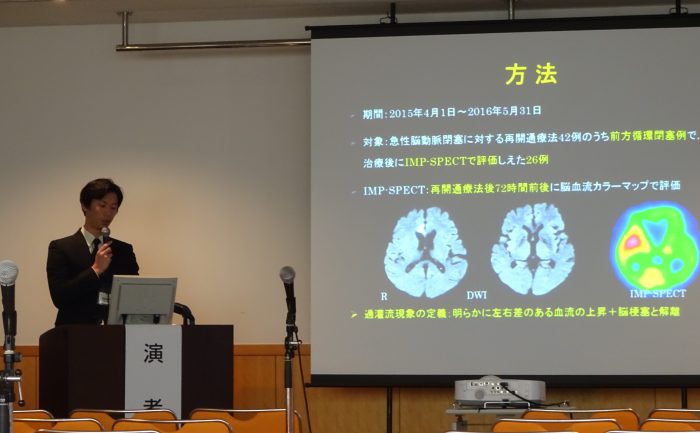 方法
期間：2015年4月1日～2016年5月31日
対象：急性脳動脈閉塞に対する再開通療法42例のうち前方循環閉塞例で、
治療後にIMP-SPECTで評価しえた26例
IMP-SPECT：再開通療法後72時間前後に脳血流カラーマップで評価
R
DWI
IMP-SPECT
過灌流現象の定義：明らかに左右差のある血流の上昇＋脳梗塞と解離
演者